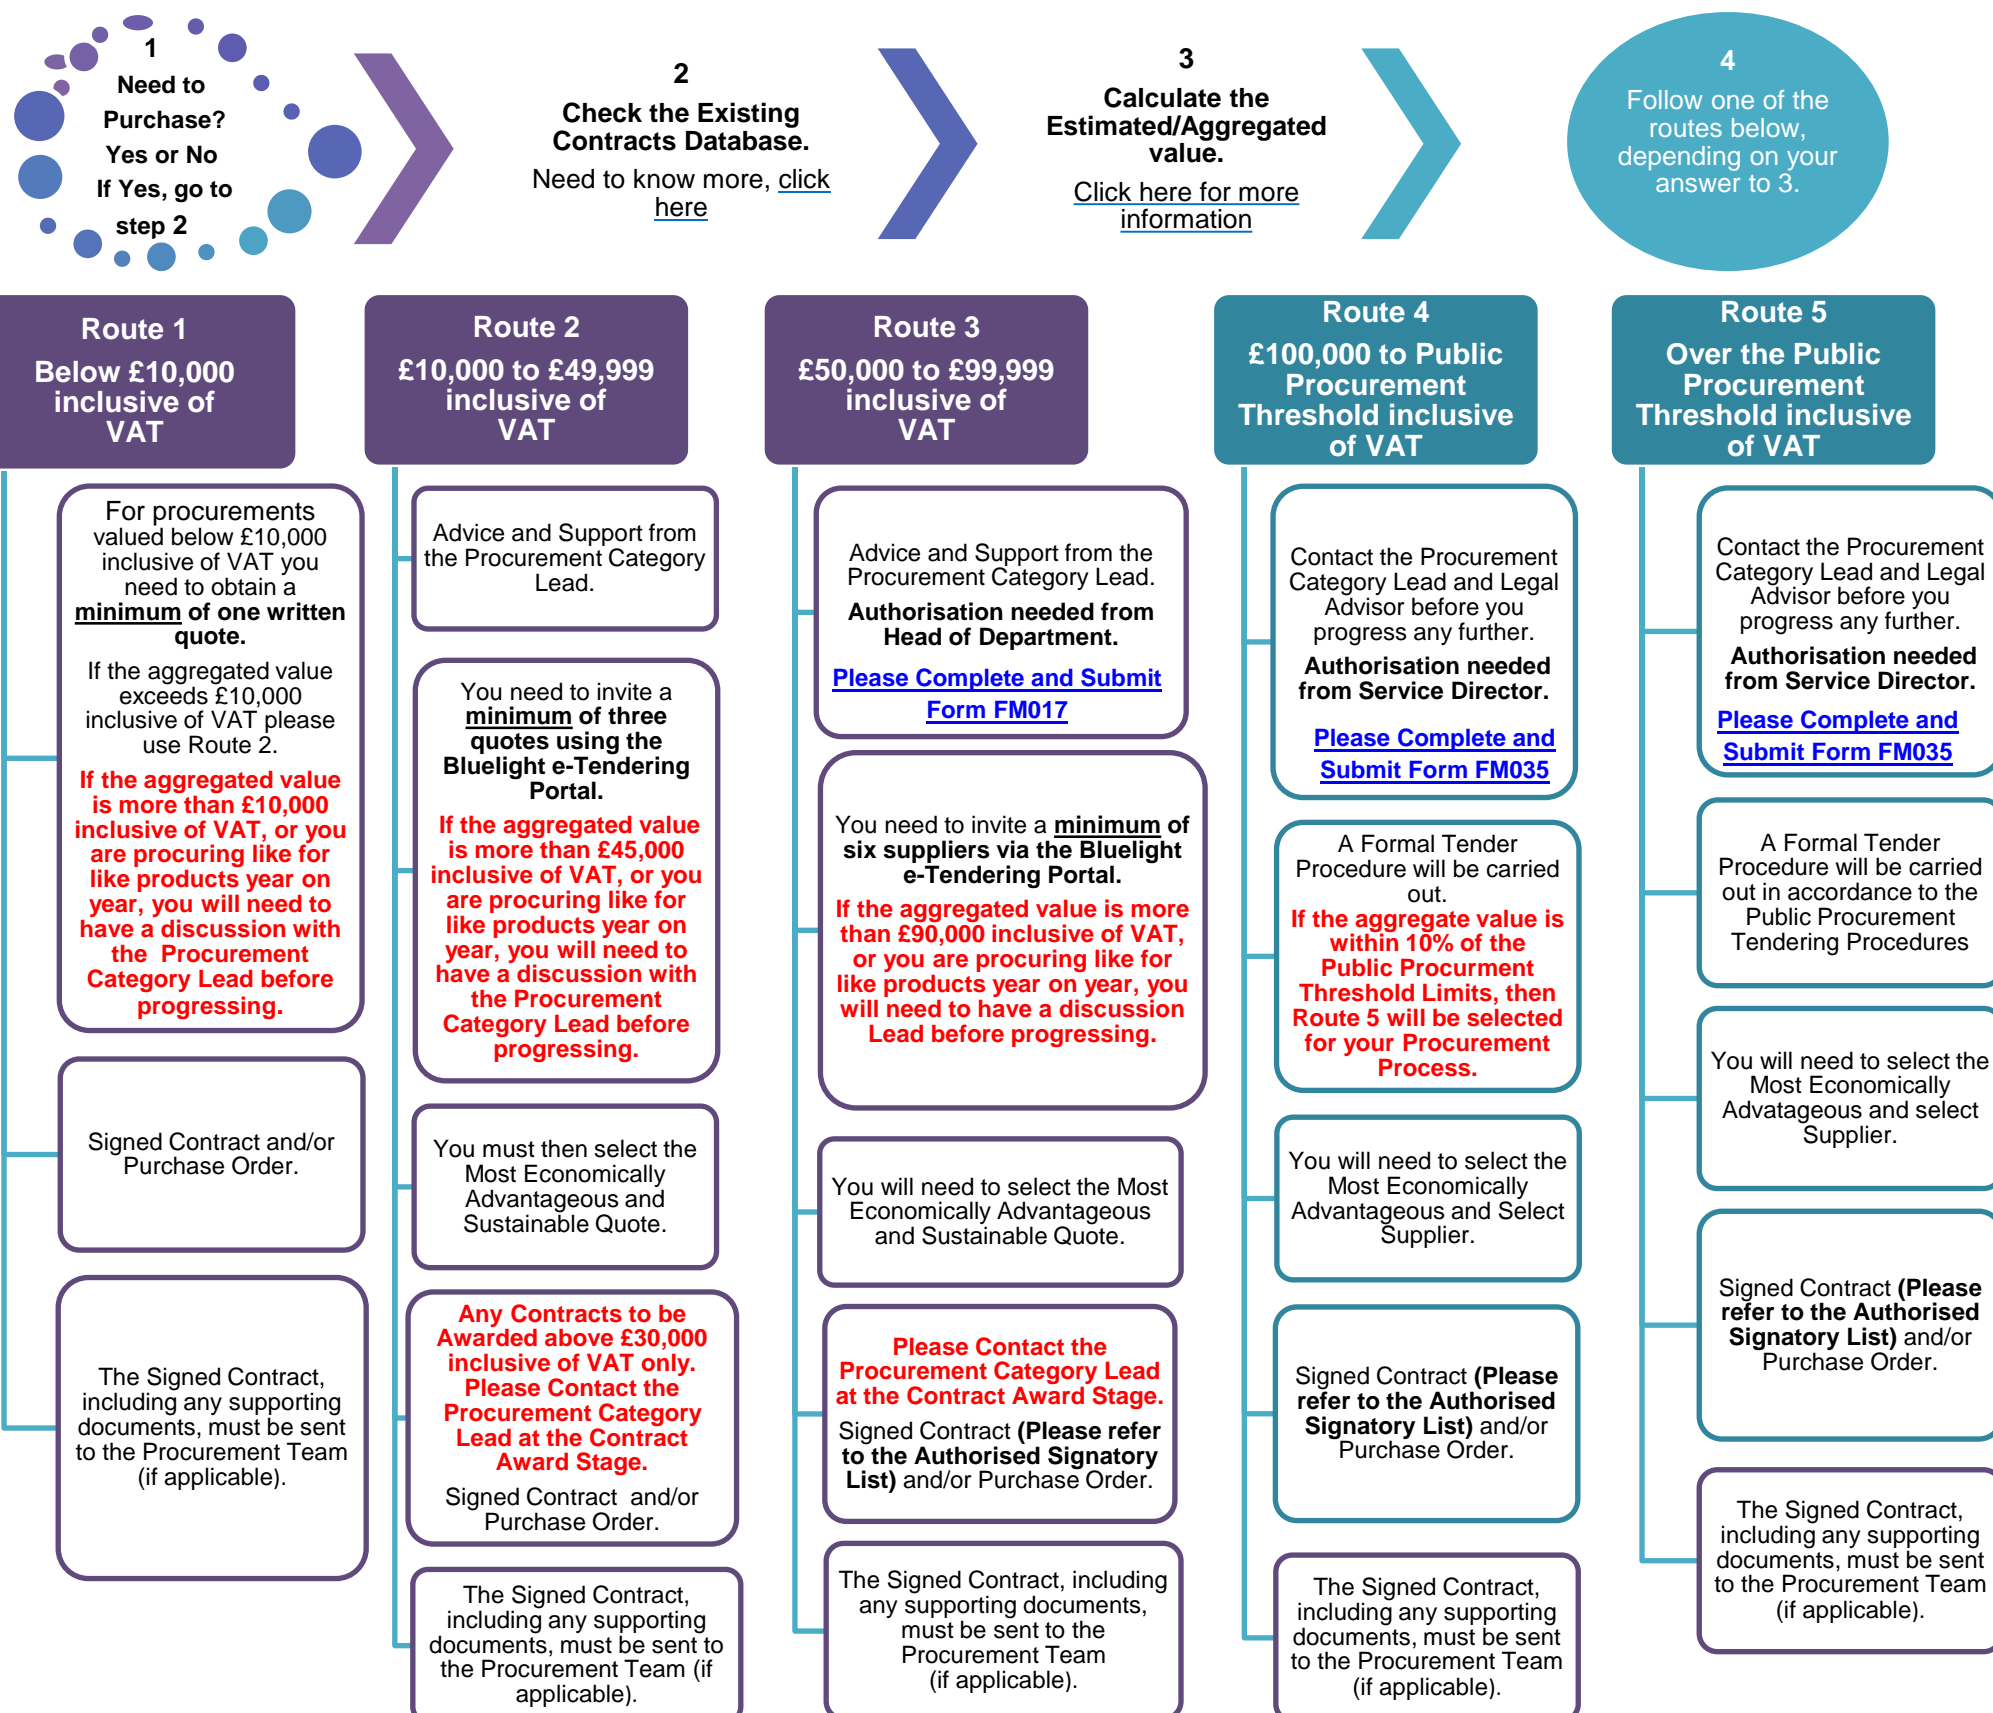 1
Need to
Purchase?
Yes or No
If Yes, go to
step 2
2
Check the Existing
Contracts Database.
Need to know more, click
here
3
Calculate the
Estimated/Aggregated
value.
Click here for more
information
4
Follow one of the
routes below,
depending on your
answer to 3.
Route 1
Below £10,000
inclusive of
VAT
For procurements
valued below £10,000
inclusive of VAT you
need to obtain a
minimum of one written
quote.
If the aggregated value
exceeds £10,000
inclusive of VAT please
use Route 2.
If the aggregated value
is more than £10,000
inclusive of VAT, or you
are procuring like for
like products year on
year, you will need to
have a discussion with
the Procurement
Category Lead before
progressing.
Signed Contract and/or
Purchase Order.
The Signed Contract,
including any supporting
documents, must be sent
to the Procurement Team
(if applicable).
Route 2
£10,000 to £49,999
inclusive of
VAT
Advice and Support from
the Procurement Category
Lead.
You need to invite a
minimum of three
quotes using the
Bluelight e-Tendering
Portal.
If the aggregated value
is more than £45,000
inclusive of VAT, or you
are procuring like for
like products year on
year, you will need to
have a discussion with
the Procurement
Category Lead before
progressing.
You must then select the
Most Economically
Advantageous and
Sustainable Quote.
Any Contracts to be
Awarded above £30,000
inclusive of VAT only.
Please Contact the
Procurement Category
Lead at the Contract
Award Stage.
Signed Contract and/or
Purchase Order.
The Signed Contract,
including any supporting
documents, must be sent to
the Procurement Team (if
applicable).
Route 3
£50,000 to £99,999
inclusive of
VAT
Advice and Support from the
Procurement Category Lead.
Authorisation needed from
Head of Department.
Please Complete and Submit
Form FM017
You need to invite a minimum of
six suppliers via the Bluelight
e-Tendering Portal.
If the aggregated value is more
than £90,000 inclusive of VAT,
or you are procuring like for
like products year on year, you
will need to have a discussion
Lead before progressing.
You will need to select the Most
Economically Advantageous
and Sustainable Quote.
Please Contact the
Procurement Category Lead
at the Contract Award Stage.
Signed Contract (Please refer
to the Authorised Signatory
List) and/or Purchase Order.
The Signed Contract, including
any supporting documents,
must be sent to the
Procurement Team
(if applicable).
Route 4
£100,000 to Public
Procurement
Threshold inclusive
of VAT
Contact the Procurement
Category Lead and Legal
Advisor before you
progress any further.
Authorisation needed
from Service Director.
Please Complete and
Submit Form FM035
A Formal Tender
Procedure will be carried
out.
If the aggregate value is
within 10% of the
Public Procurment
Threshold Limits, then
Route 5 will be selected
for your Procurement
Process.
You will need to select the
Most Economically
Advantageous and Select
Supplier.
Signed Contract (Please
refer to the Authorised
Signatory List) and/or
Purchase Order.
The Signed Contract,
including any supporting
documents, must be sent
to the Procurement Team
(if applicable).
Route 5
Over the Public
Procurement
Threshold inclusive
of VAT
Contact the Procurement
Category Lead and Legal
Advisor before you
progress any further.
Authorisation needed
from Service Director.
Please Complete and
Submit Form FM035
A Formal Tender
Procedure will be carried
out in accordance to the
Public Procurement
Tendering Procedures
You will need to select the
Most Economically
Advatageous and select
Supplier.
Signed Contract (Please
refer to the Authorised
Signatory List) and/or
Purchase Order.
The Signed Contract,
including any supporting
documents, must be sent
to the Procurement Team
(if applicable).